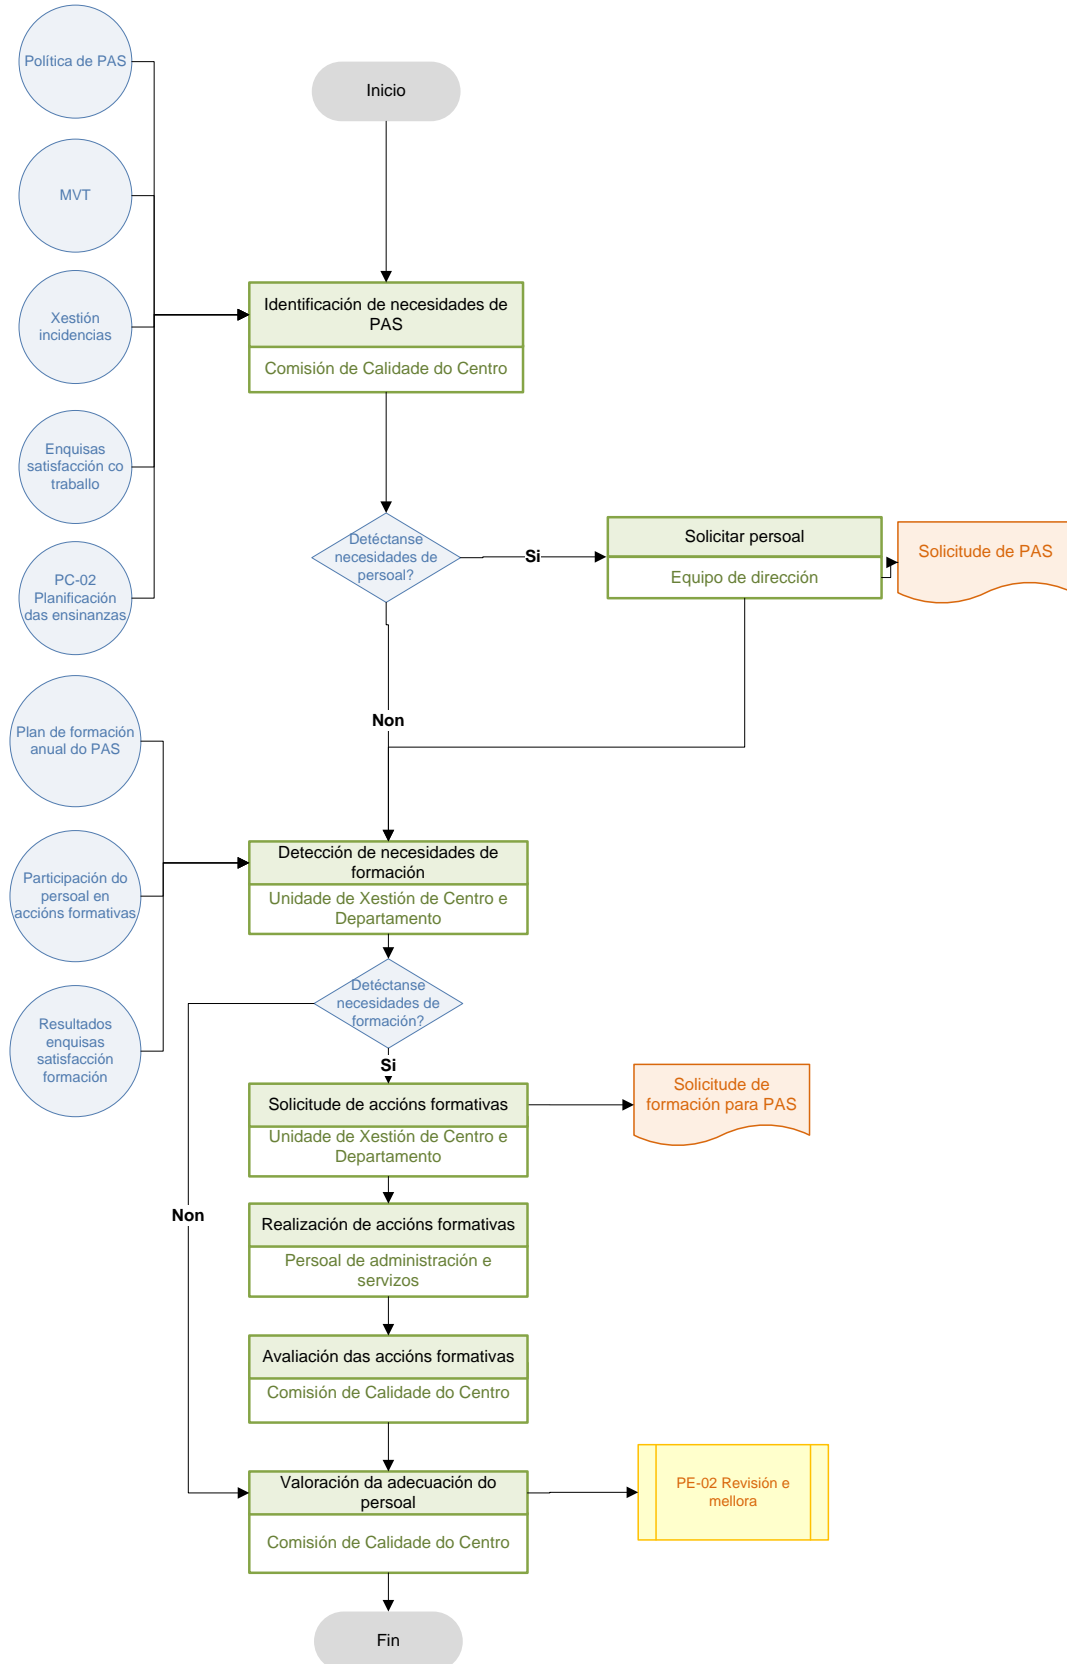 Política de PAS
Inicio
MVT
Xestión
incidencias
Identificación de necesidades de
PAS
Comisión de Calidade do Centro
Enquisas
satisfacción co
traballo
Detéctanse
necesidades de
persoal?
Si
Solicitar persoal
Equipo de dirección
Solicitude de PAS
PC-02
Planificación
das ensinanzas
Non
Plan de formación
anual do PAS
Detección de necesidades de
formación
Unidade de Xestión de Centro e
Departamento
Participación do
persoal en
accións formativas
Detéctanse
necesidades de
formación?
Resultados
enquisas
satisfacción
formación
Si
Solicitude de accións formativas
Unidade de Xestión de Centro e
Departamento
Solicitude de
formación para PAS
Non
Realización de accións formativas
Persoal de administración e
servizos
Avaliación das accións formativas
Comisión de Calidade do Centro
Valoración da adecuación do
persoal
Comisión de Calidade do Centro
PE-02 Revisión e
mellora
Fin